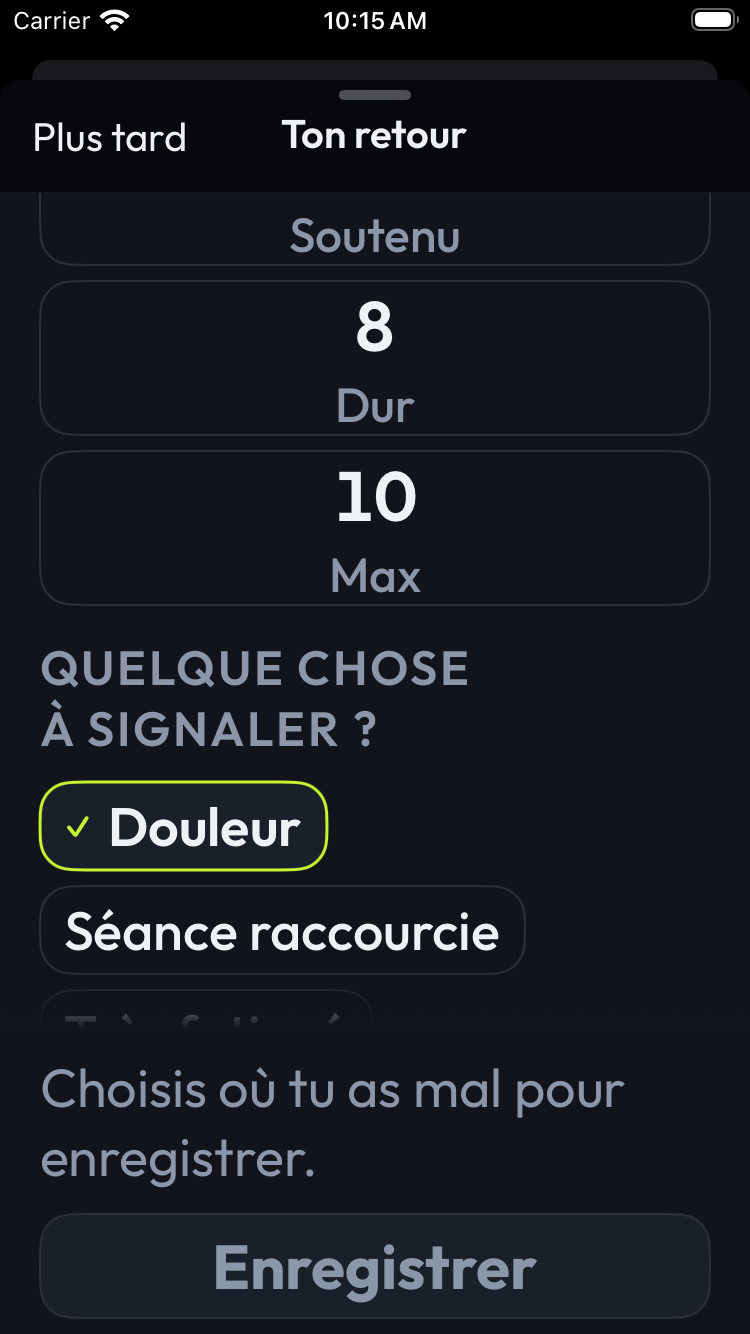 Carrier
10:15 AM
Plus tard
Ton retour
Soutenu
8
Dur
10
Max
QUELQUE CHOSE
À SIGNALER ?
✓ Douleur
Séance raccourcie
Choisis où tu as mal pour
enregistrer.
Enregistrer